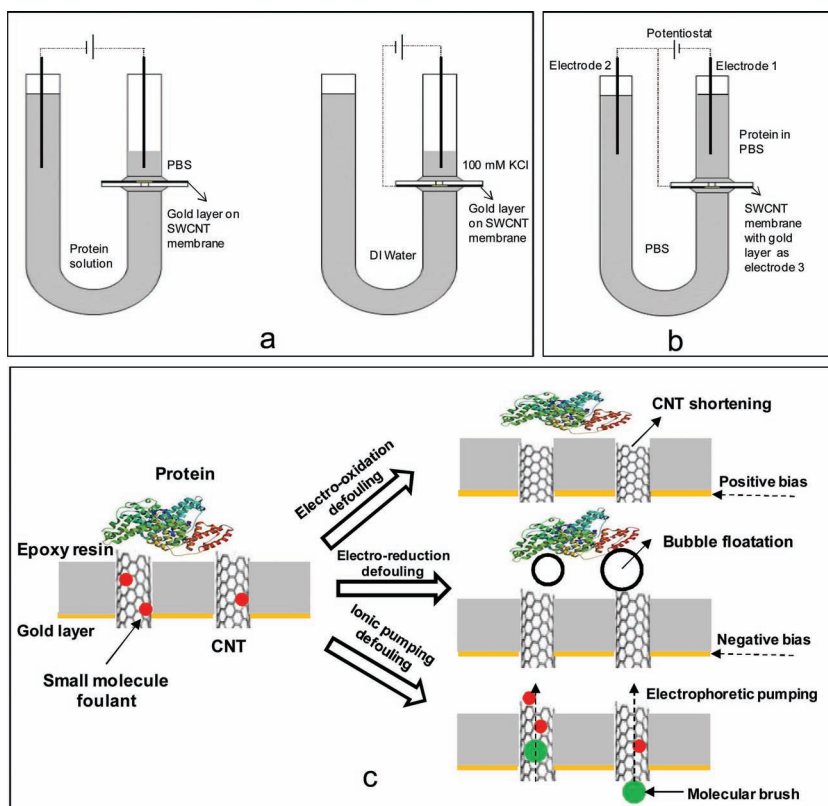 PBS
Gold layer on
SWCNT
membrane
Protein
solution
100 mM KCl
Gold layer
on SWCNT
membrane
DI Water
a
Potentiostat
Electrode 2
Electrode 1
Protein in
PBS
SWCNT
membrane
with gold
layer as
electrode 3
PBS
b
Protein
Epoxy resin
Gold layer
CNT
Small molecule
foulant
Electro-oxidation
defouling
Electro-reduction
defouling
Ionic pumping
defouling
CNT shortening
Positive bias
Bubble floatation
Negative bias
Electrophoretic pumping
Molecular brush
c